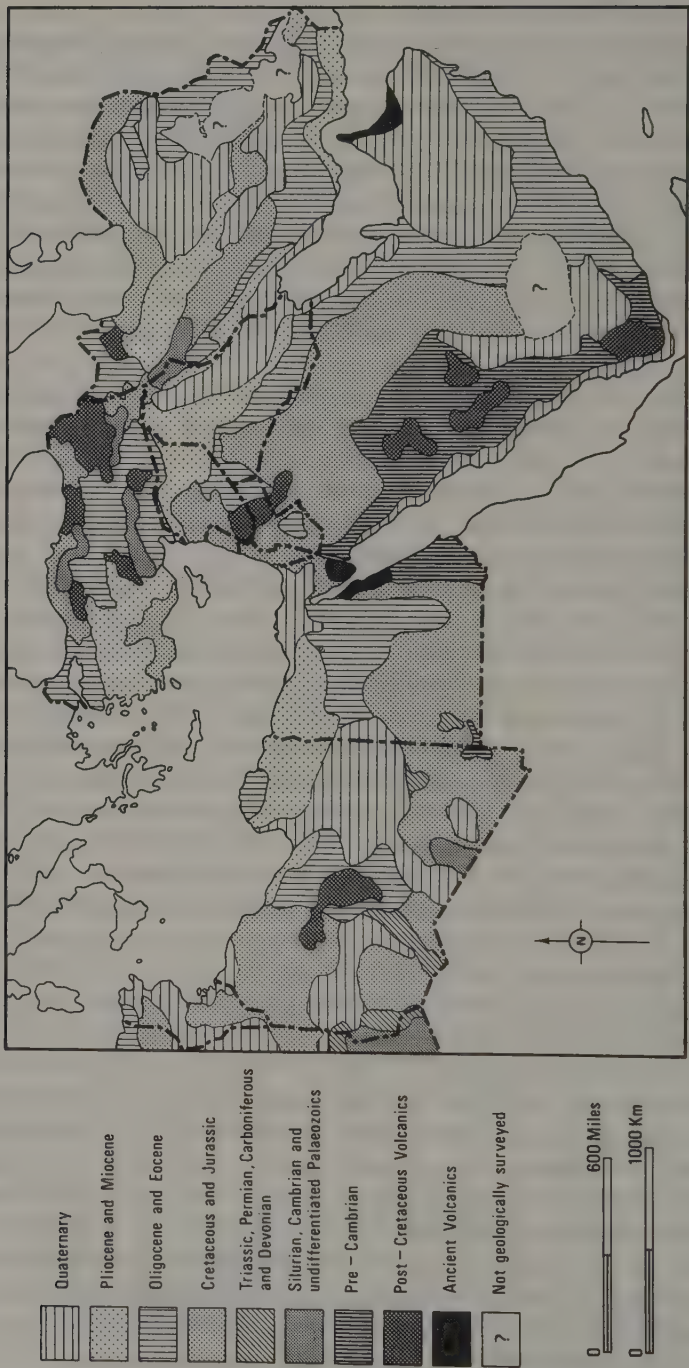 Quaternary
Pliocene and Miocene
Oligocene and Eocene
Cretaceous and Jurassic
Triassic, Permian, Carboniferous
and Devonian
Silurian, Cambrian and
undifferentiated Palaeozoics
Pre – Cambrian
Post – Cretaceous Volcanics
Ancient Volcanics
?
Not geologically surveyed
0
600 Miles
0
1000 Km
N
?
?
?